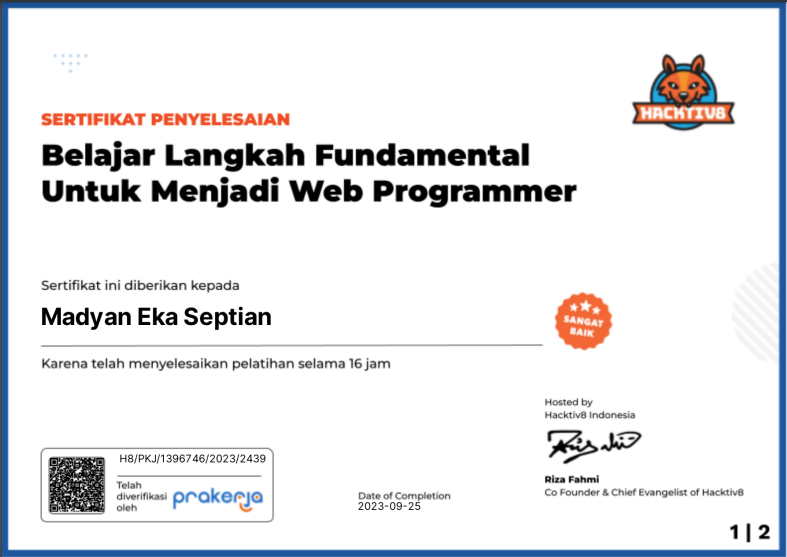 HACKTIV8
SERTIFIKAT PENYELESAIAN
Belajar Langkah Fundamental
Untuk Menjadi Web Programmer
Sertifikat ini diberikan kepada
Madyan Eka Septian
SANGAT
BAIK
Karena telah menyelesaikan pelatihan selama 16 jam
Hosted by
Hacktiv8 Indonesia
Riza Fahmi
Co Founder & Chief Evangelist of Hacktiv8
H8/PKJ/1396746/2023/2439
Telah
diverifikasi
oleh
prakerja
Date of Completion
2023-09-25
1 | 2